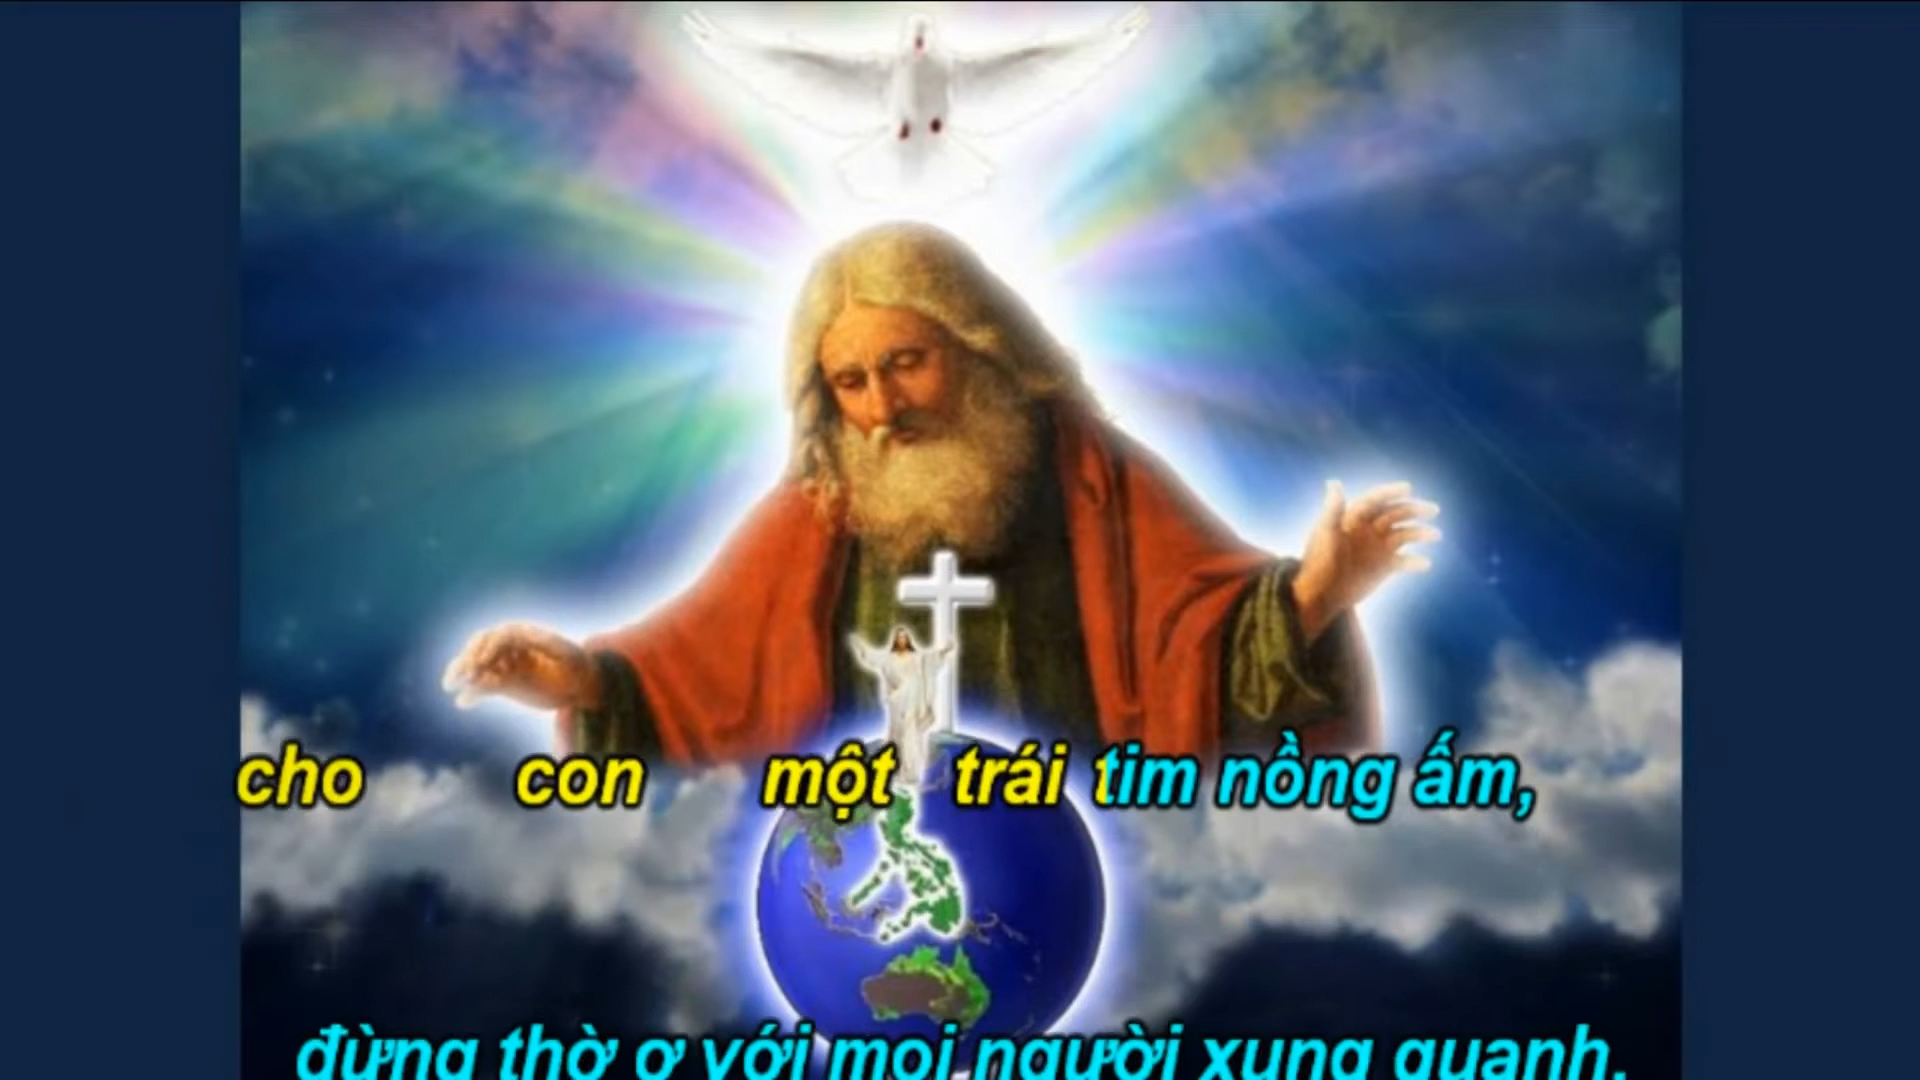 cho con một trái tim nồng ấm,
đừng thờ ơ với mọi người xung quanh.